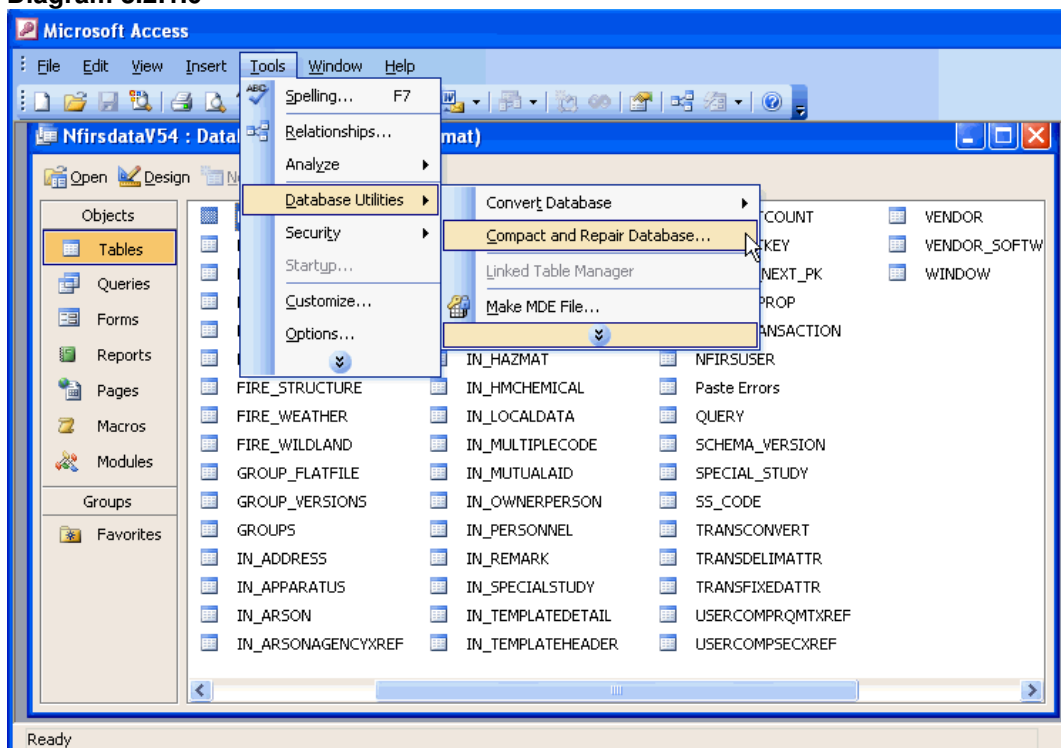 Microsoft Access
File Edit View Insert Tools Window Help
ABC Spelling... F7
Relationships...
Analyze
Database Utilities
Security
Startup...
Customize...
Options...
Convert Database
Compact and Repair Database...
Linked Table Manager
Make MDE File...
NfirsdataV54 : Data mat)
Open Design
Objects
Tables
Queries
Forms
Reports
Pages
Macros
Modules
Groups
Favorites
FIRE_STRUCTURE
FIRE_WEATHER
FIRE_WILDLAND
GROUP_FLATFILE
GROUP_VERSIONS
GROUPS
IN_ADDRESS
IN_APPARATUS
IN_ARSON
IN_ARSONAGENCYXREF
IN_HAZMAT
IN_HMCHEMICAL
IN_LOCALDATA
IN_MULTIPLECODE
IN_MUTUALAID
IN_OWNERPERSON
IN_PERSONNEL
IN_REMARK
IN_SPECIALSTUDY
IN_TEMPLATEDETAIL
IN_TEMPLATEHEADER
COUNT
KEY
NEXT_PK
PROP
ANSACTION
NFIRSUSER
Paste Errors
QUERY
SCHEMA_VERSION
SPECIAL_STUDY
SS_CODE
TRANSCONVERT
TRANSDELIMATTR
TRANSFIXEDATTR
USERCOMPRQMTXREF
USERCOMPSECXREF
VENDOR
VENDOR_SOFTW
WINDOW
Ready